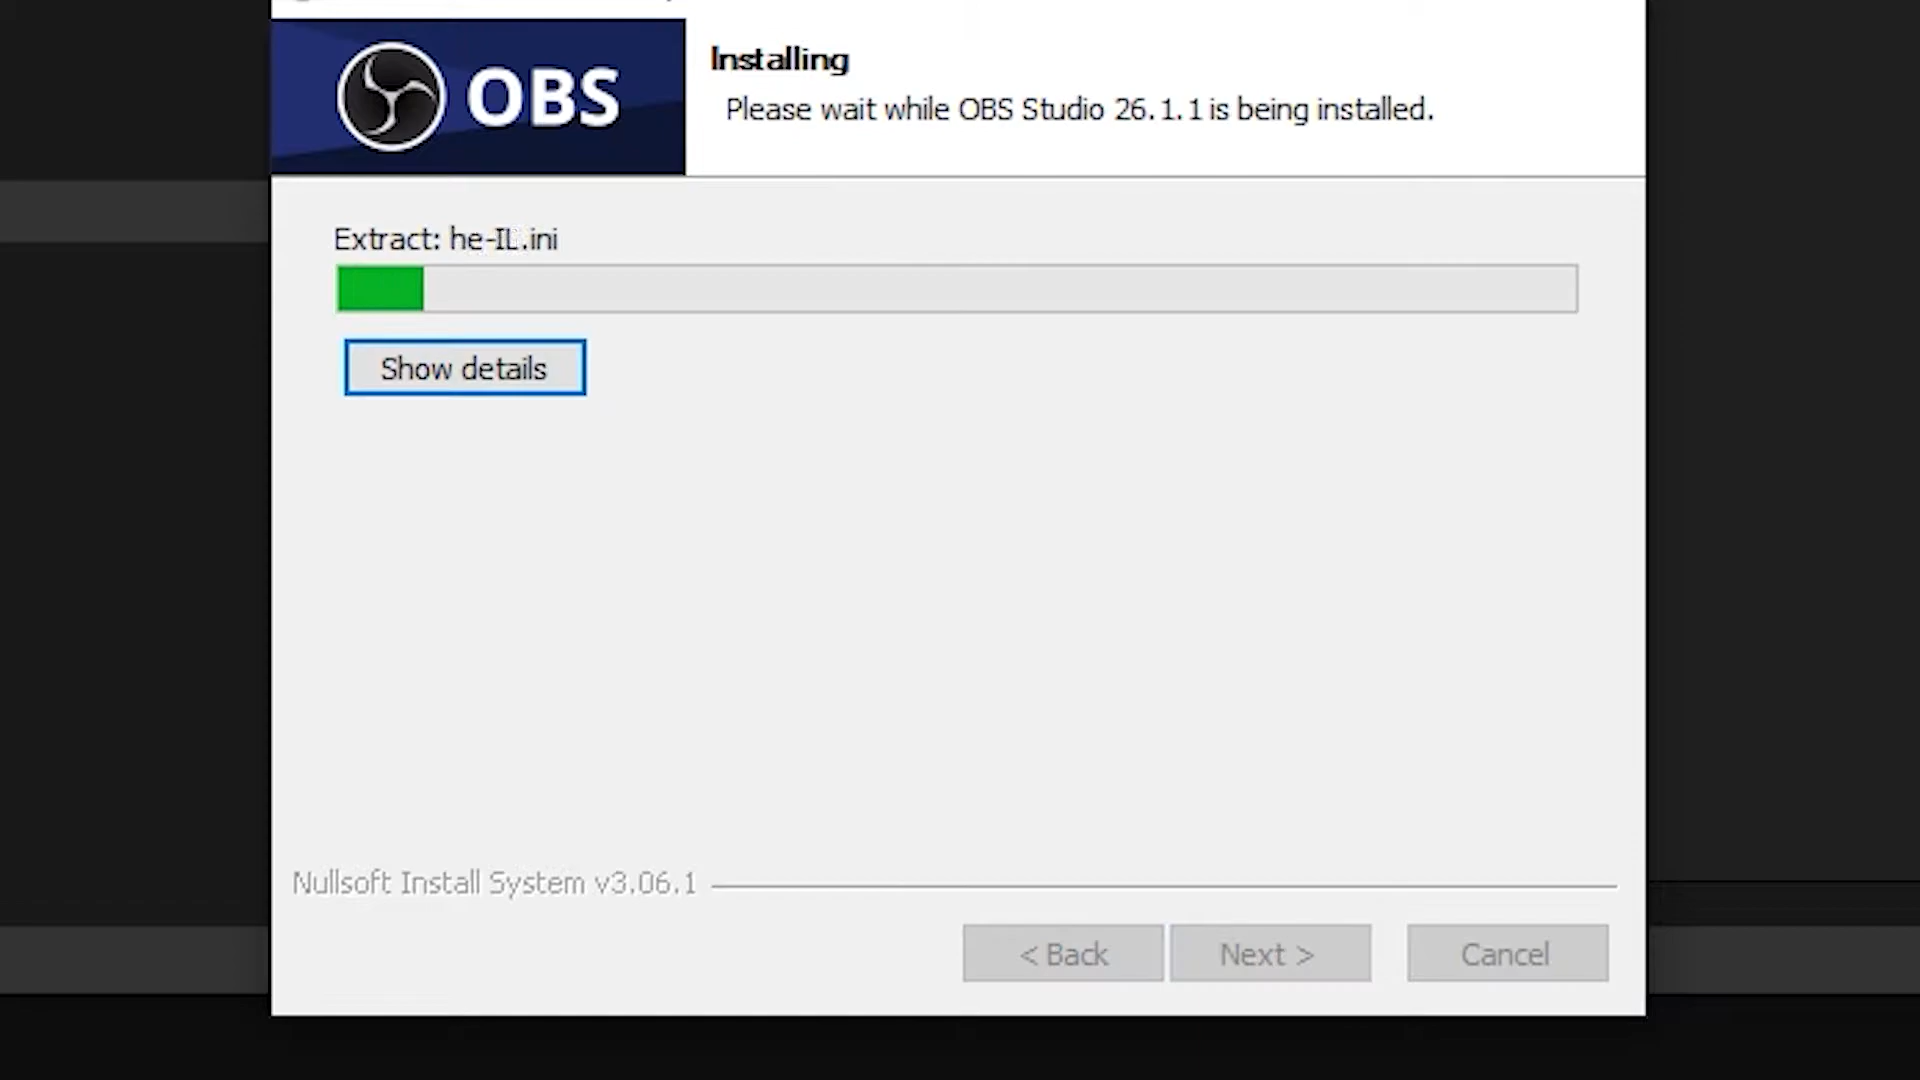 OBS
Installing
Please wait while OBS Studio 26.1.1 is being installed.
Extract: he-IL.ini
Show details
Nullsoft Install System v3.06.1
< Back
Next >
Cancel